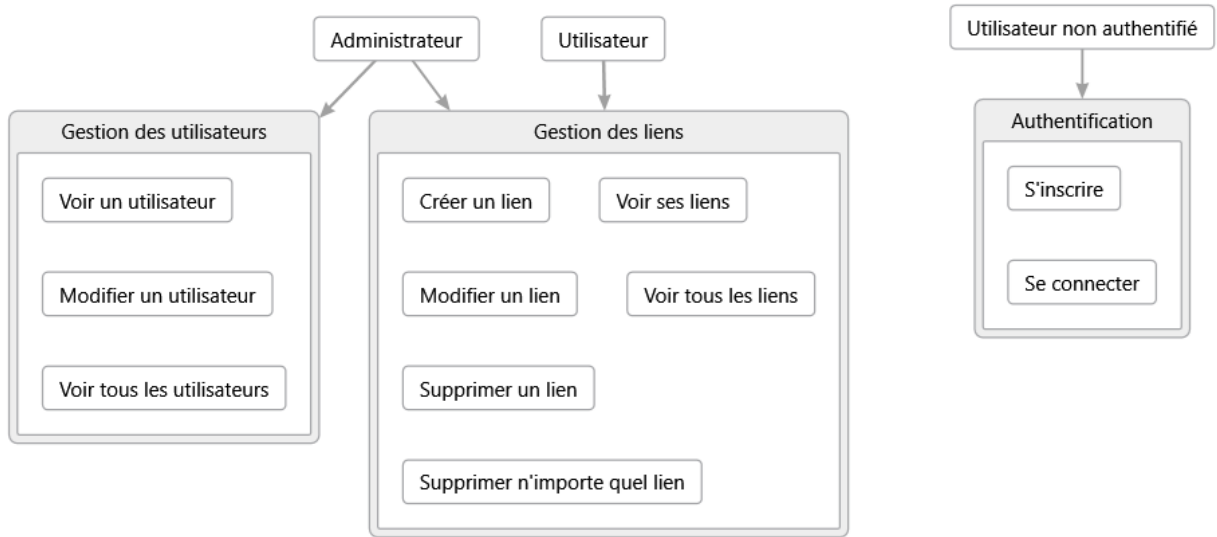 Administrateur
Utilisateur
Utilisateur non authentifié
Gestion des utilisateurs
Voir un utilisateur
Modifier un utilisateur
Voir tous les utilisateurs
Gestion des liens
Créer un lien
Voir ses liens
Modifier un lien
Voir tous les liens
Supprimer un lien
Supprimer n'importe quel lien
Authentification
S'inscrire
Se connecter